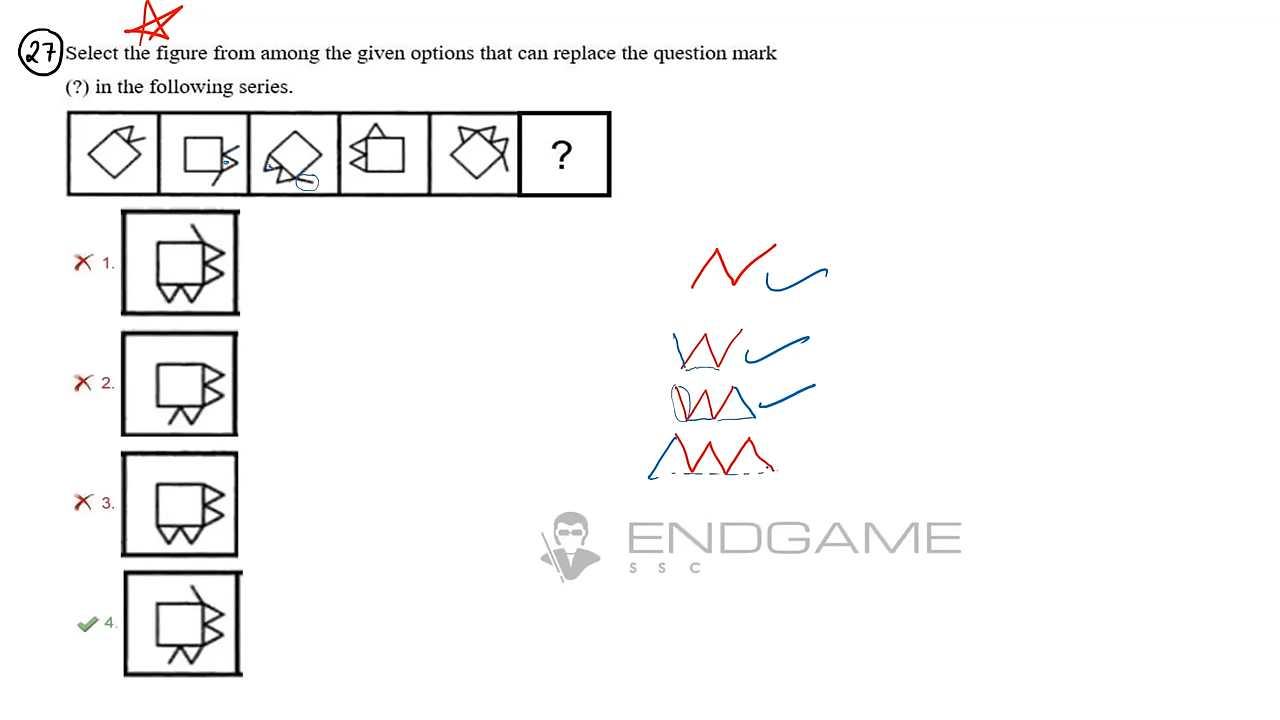 27 Select the figure from among the given options that can replace the question mark
(?) in the following series.
?
1.
2.
3.
4.
ENDGAME
SSC